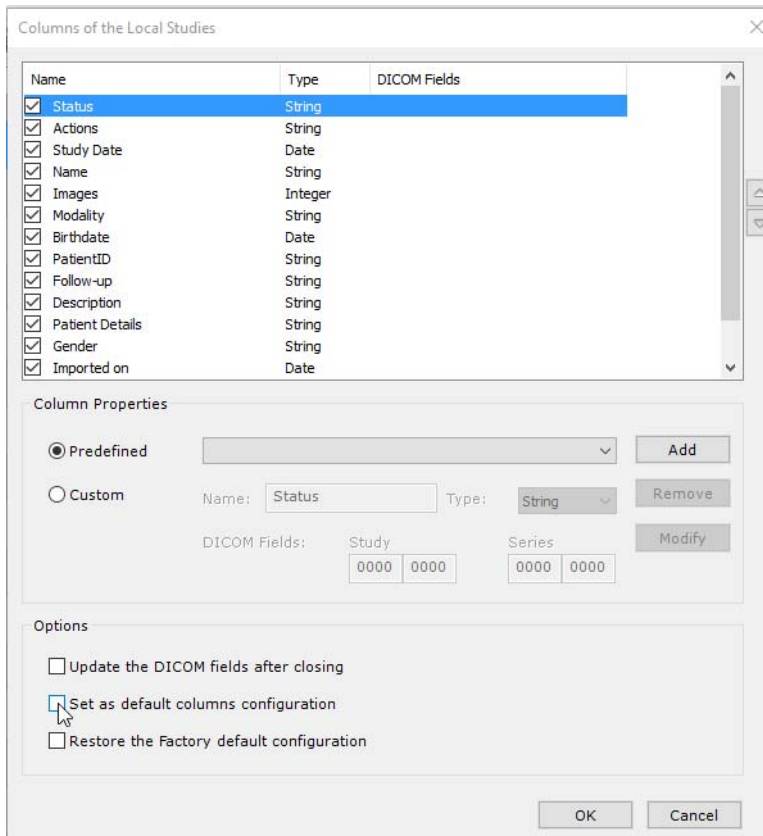 Columns of the Local Studies
Name Type DICOM Fields
Status String
Actions String
Study Date Date
Name String
Images Integer
Modality String
Birthdate Date
PatientID String
Follow-up String
Description String
Patient Details String
Gender String
Imported on Date
Column Properties
Predefined Add
Custom Name: Status Type: String Remove
DICOM Fields: Study Series Modify
0000 0000 0000 0000
Options
Update the DICOM fields after closing
Set as default columns configuration
Restore the Factory default configuration
OK Cancel